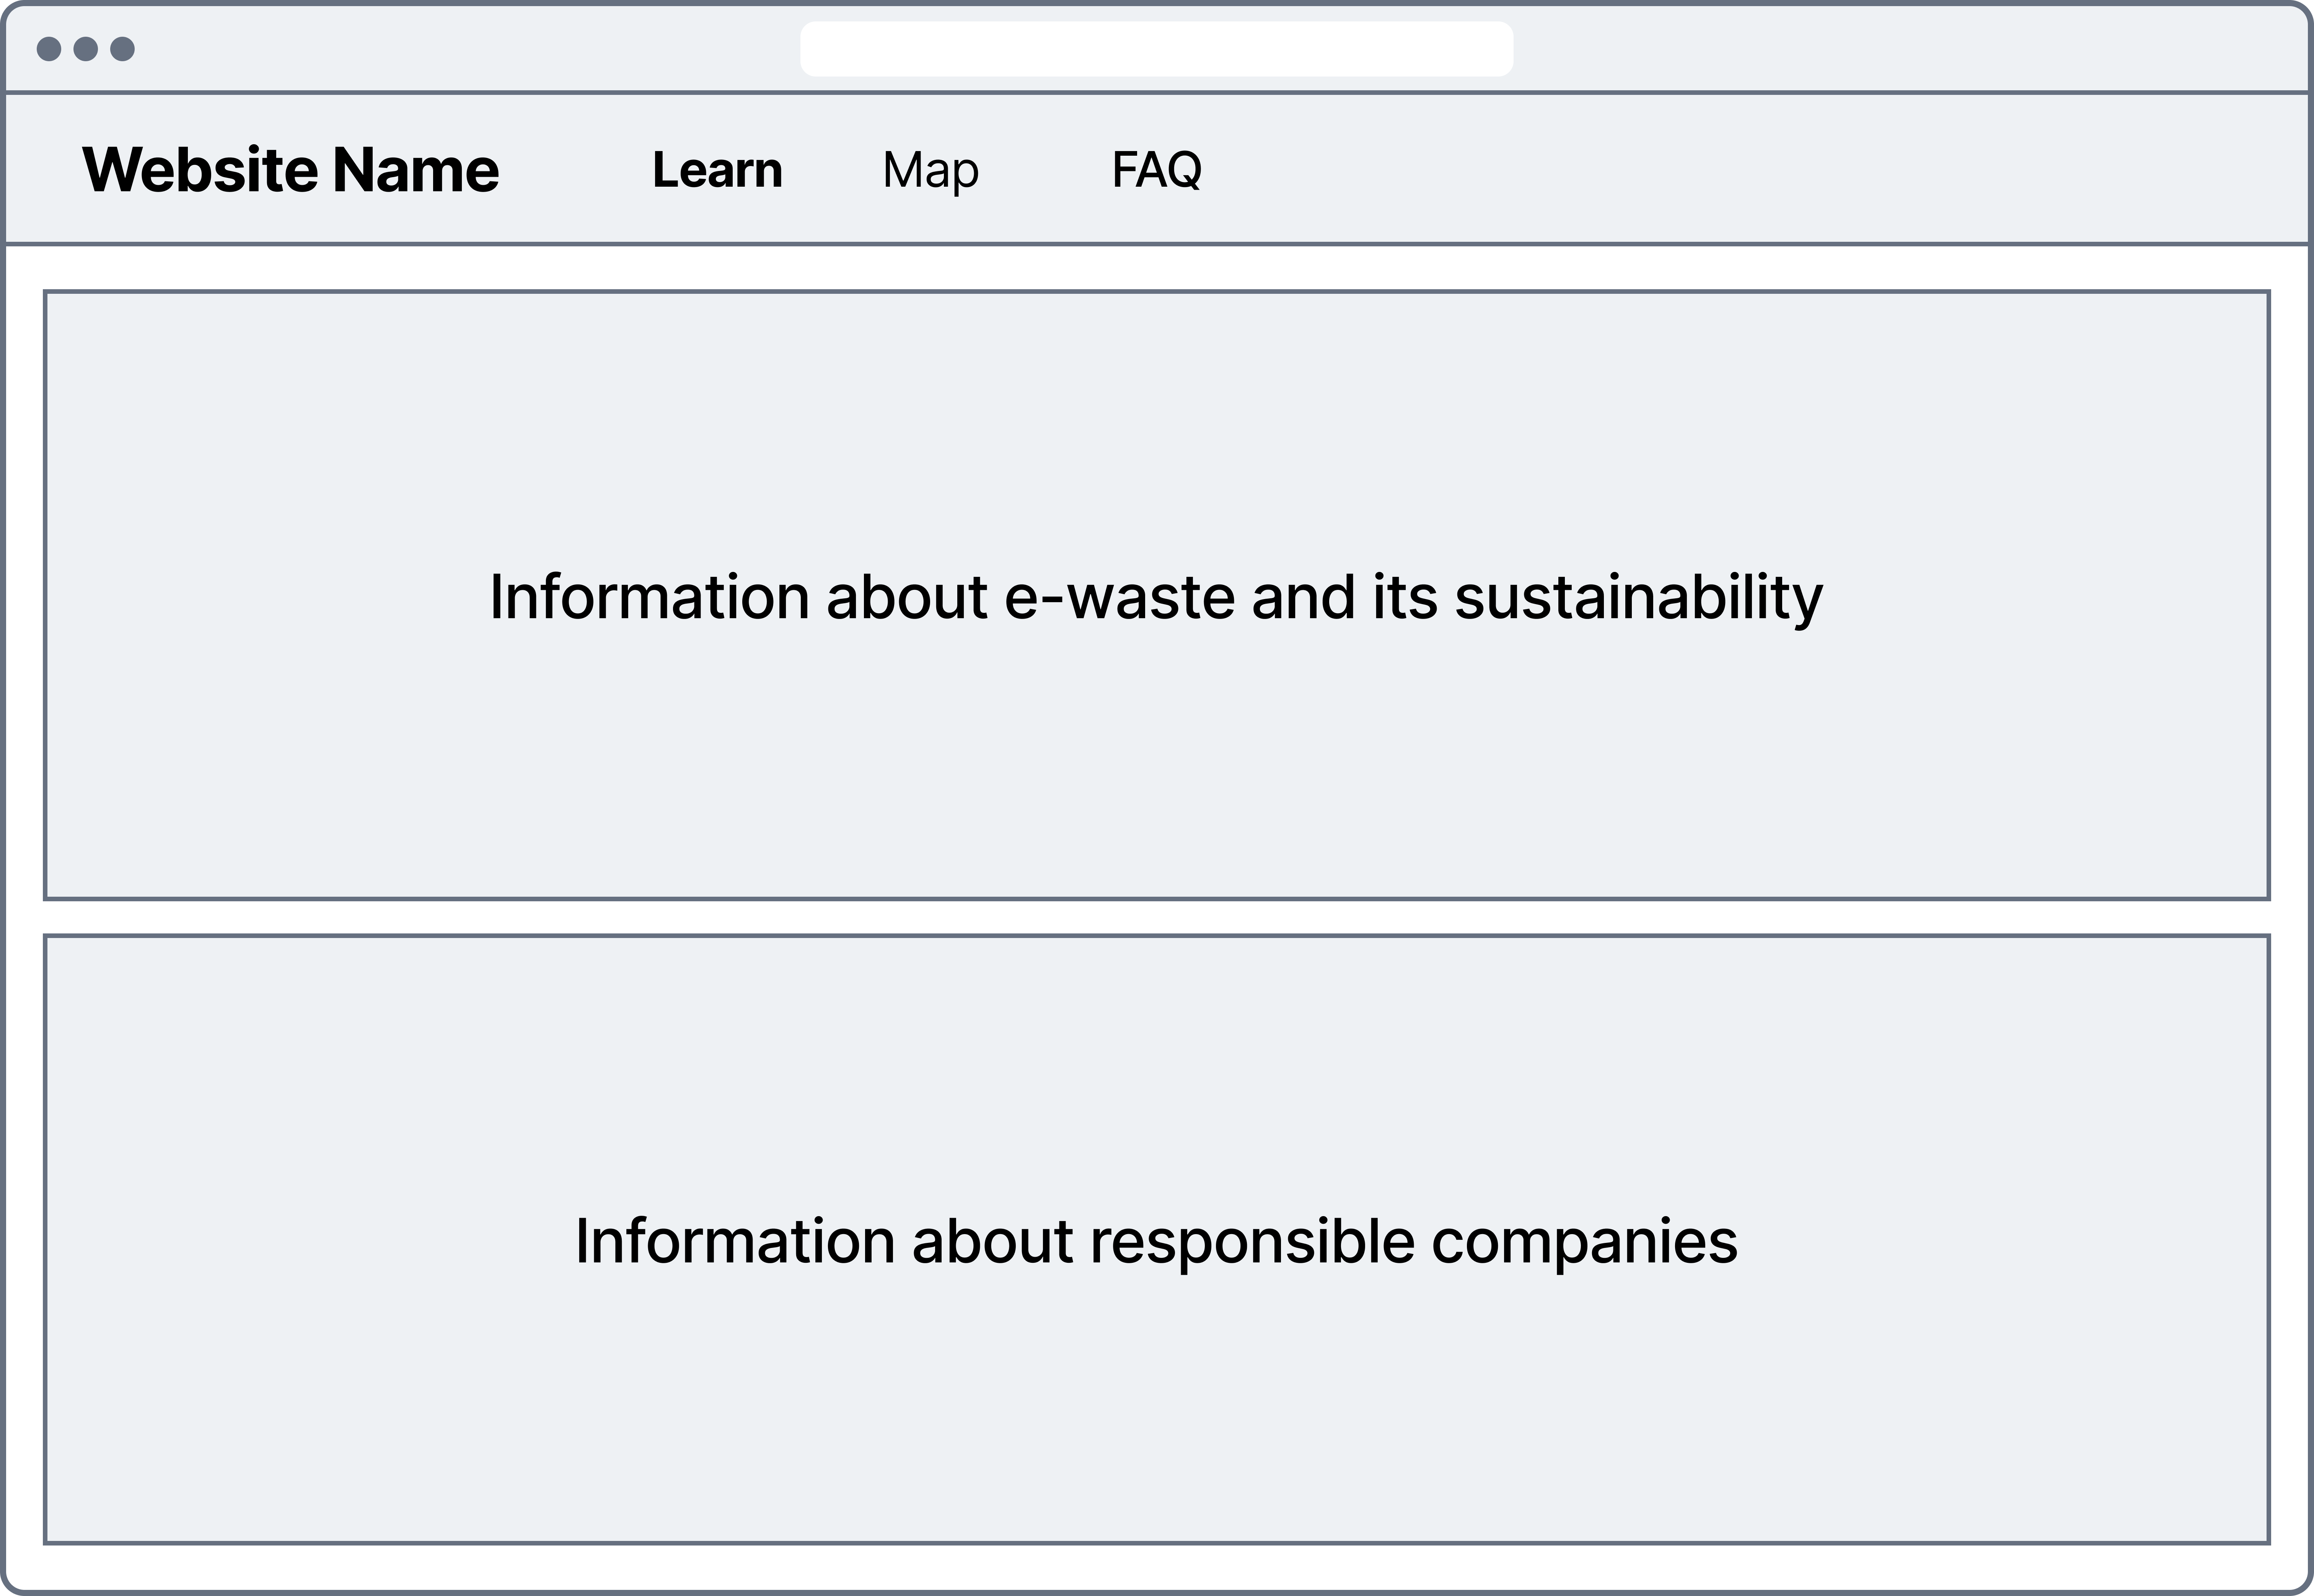 Website Name Learn Map FAQ
Information about e-waste and its sustainability
Information about responsible companies